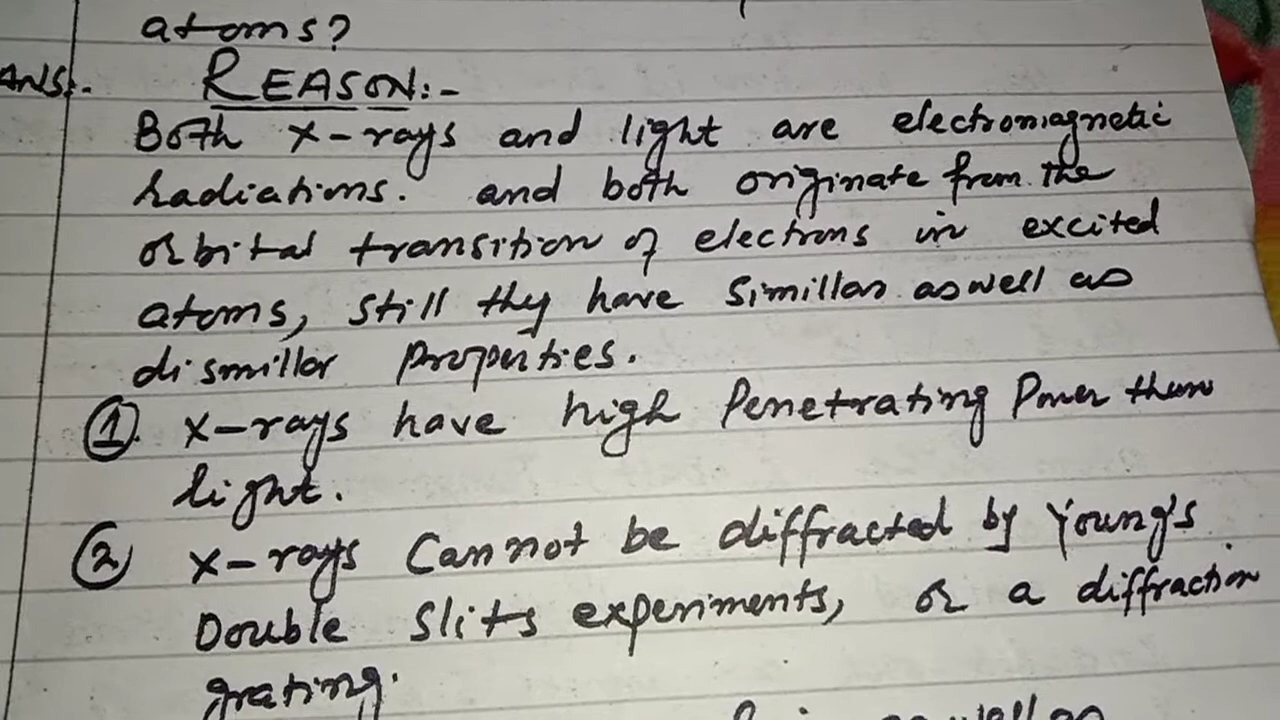 atoms?
ANS:-
REASON:-
Both X-rays and light are electromagnetic
radiations. and both originate from the
orbital transition of electrons in excited
atoms, still they have Simillar aswell as
dismillar properties.
① X-rays have high Penetrating Power than
light.
② X-rays Cannot be diffracted by Young's
Double Slits experiments, or a diffraction
grating.